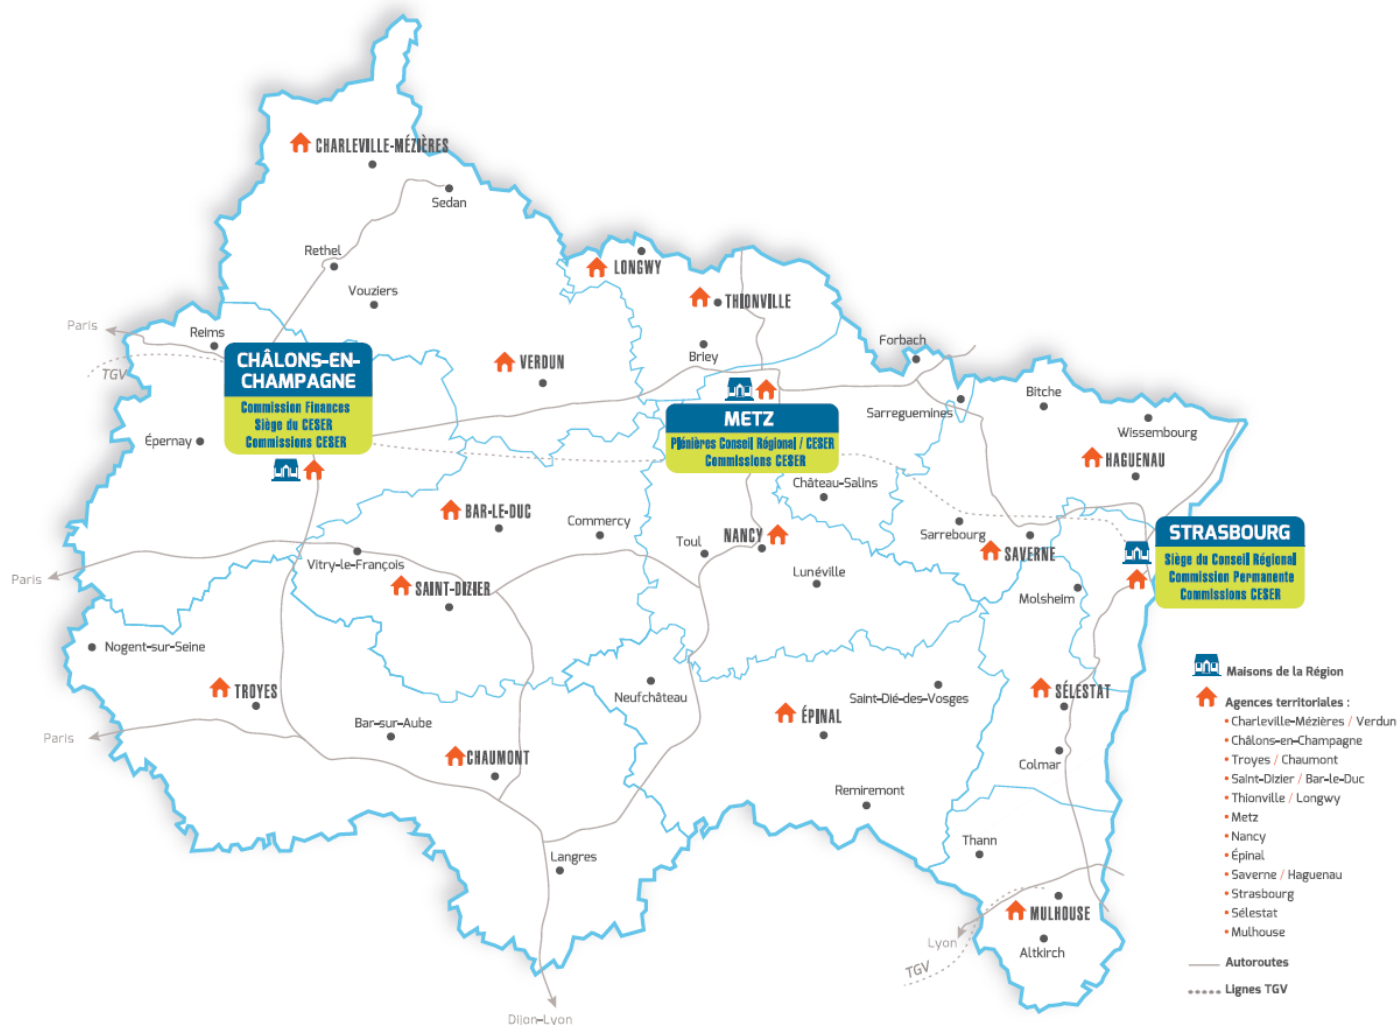 CHARLEVILLE-MÉZIÈRES
Sedan
Rethel
LONGWY
Vouziers
THIONVILLE
Paris
Reims
Forbach
CHÂLONS-EN-
CHAMPAGNE
Commission Finances
Siège du CESER
Commissions CESER
TGV
VERDUN
Briey
Bitche
Sarreguemines
METZ
Plénières Conseil Régional / CESER
Commissions CESER
Wissembourg
Épernay
HAGUENAU
Château-Salins
BAR-LE-DUC
Commercy
Toul
NANCY
Sarrebourg
SAVERNE
STRASBOURG
Siège du Conseil Régional
Commission Permanente
Commissions CESER
Paris
Vitry-le-François
SAINT-DIZIER
Lunéville
Molsheim
Nogent-sur-Seine
TROYES
Neufchâteau
Saint-Dié-des-Vosges
SÉLESTAT
Paris
Bar-sur-Aube
ÉPINAL
CHAUMONT
Colmar
Remiremont
Thann
Langres
MULHOUSE
Lyon
Altkirch
TGV
Dijon-Lyon
Maisons de la Région
Agences territoriales :
• Charleville-Mézières / Verdun
• Châlons-en-Champagne
• Troyes / Chaumont
• Saint-Dizier / Bar-le-Duc
• Thionville / Longwy
• Metz
• Nancy
• Épinal
• Saverne / Haguenau
• Strasbourg
• Sélestat
• Mulhouse
Autoroutes
Lignes TGV